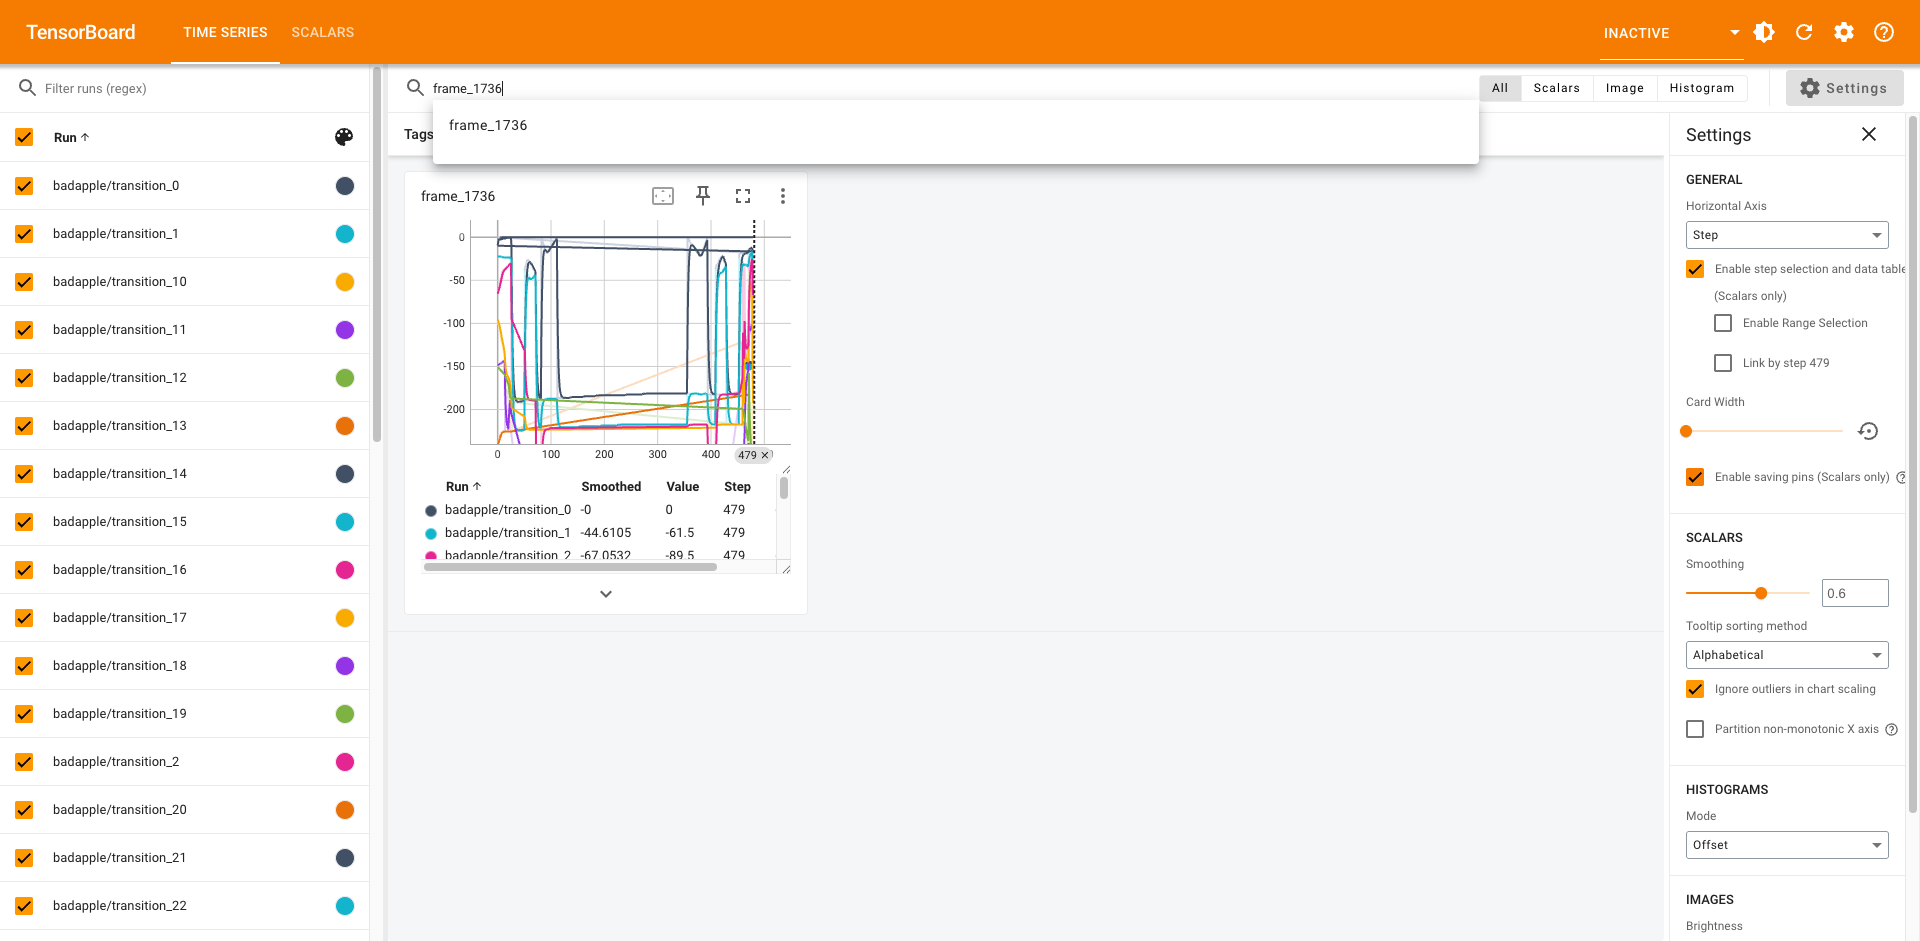 TensorBoard
TIME SERIES
SCALARS
INACTIVE
Filter runs (regex)
frame_1736
All
Scalars
Image
Histogram
Settings
Run
badapple/transition_0
badapple/transition_1
badapple/transition_10
badapple/transition_11
badapple/transition_12
badapple/transition_13
badapple/transition_14
badapple/transition_15
badapple/transition_16
badapple/transition_17
badapple/transition_18
badapple/transition_19
badapple/transition_2
badapple/transition_20
badapple/transition_21
badapple/transition_22
Tags
frame_1736
frame_1736
0
-50
-100
-150
-200
0 100 200 300 400 479
Run Smoothed Value Step
badapple/transition_0 -0 0 479
badapple/transition_1 -44.6105 -61.5 479
badapple/transition_2 -67.0532 -89.5 479
Settings
GENERAL
Horizontal Axis
Step
Enable step selection and data table
(Scalars only)
Enable Range Selection
Link by step 479
Card Width
Enable saving pins (Scalars only)
SCALARS
Smoothing
0.6
Tooltip sorting method
Alphabetical
Ignore outliers in chart scaling
Partition non-monotonic X axis
HISTOGRAMS
Mode
Offset
IMAGES
Brightness